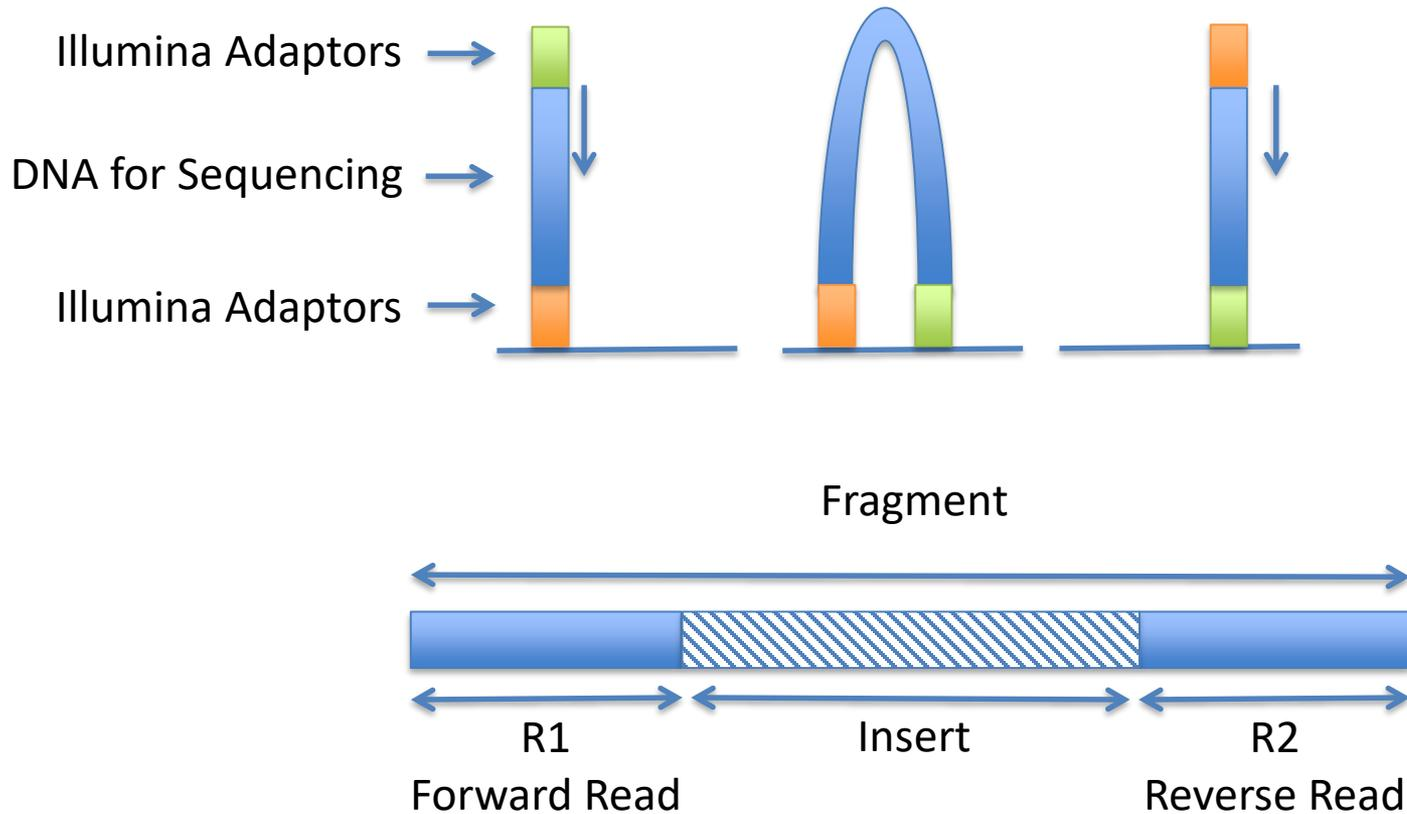 Illumina Adaptors
DNA for Sequencing
Illumina Adaptors
Fragment
R1
Forward Read
Insert
R2
Reverse Read